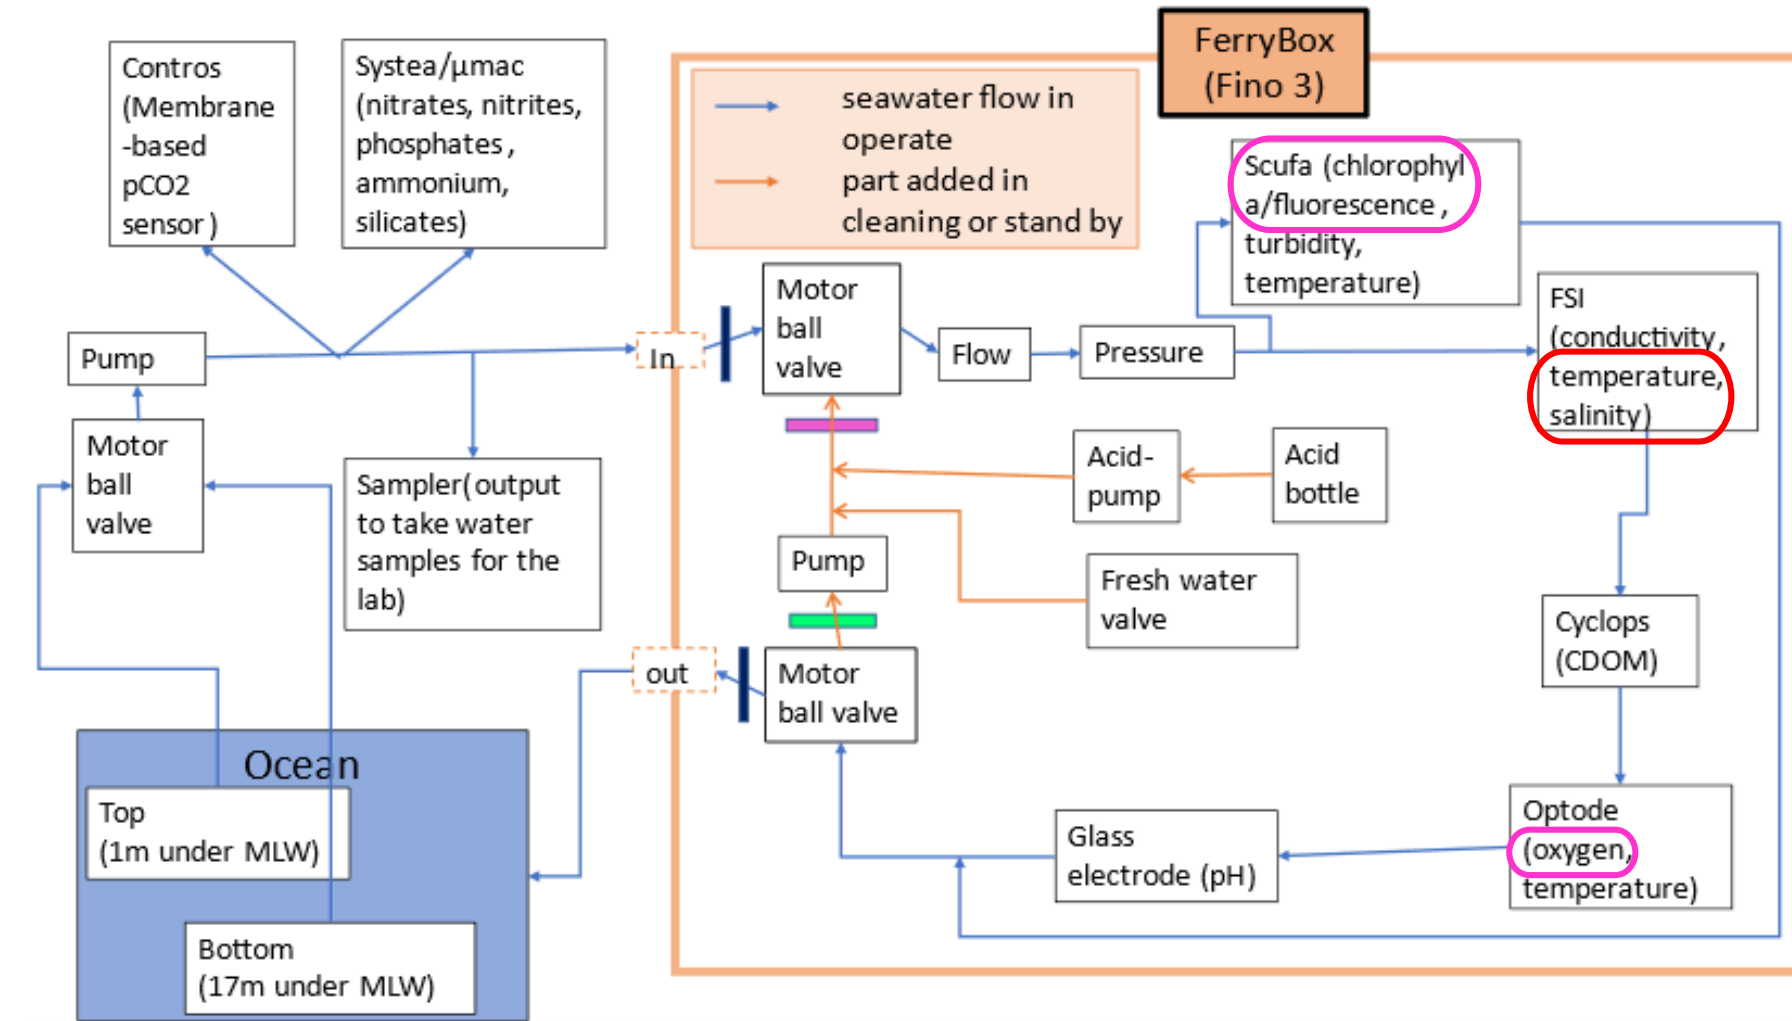 FerryBox
(Fino 3)
Contros
(Membrane
-based
pCO2
sensor)
Systea/μmac
(nitrates, nitrites,
phosphates,
ammonium,
silicates)
seawater flow in
operate
part added in
cleaning or stand by
Scufa (chlorophyl
a/fluorescence,
turbidity,
temperature)
FSI
(conductivity,
temperature,
salinity)
Pump
In
Motor
ball
valve
Flow
Pressure
Motor
ball
valve
Sampler(output
to take water
samples for the
lab)
Acid-
pump
Acid
bottle
Pump
Fresh water
valve
Cyclops
(CDOM)
out
Motor
ball valve
Ocean
Top
(1m under MLW)
Bottom
(17m under MLW)
Glass
electrode (pH)
Optode
(oxygen,
temperature)